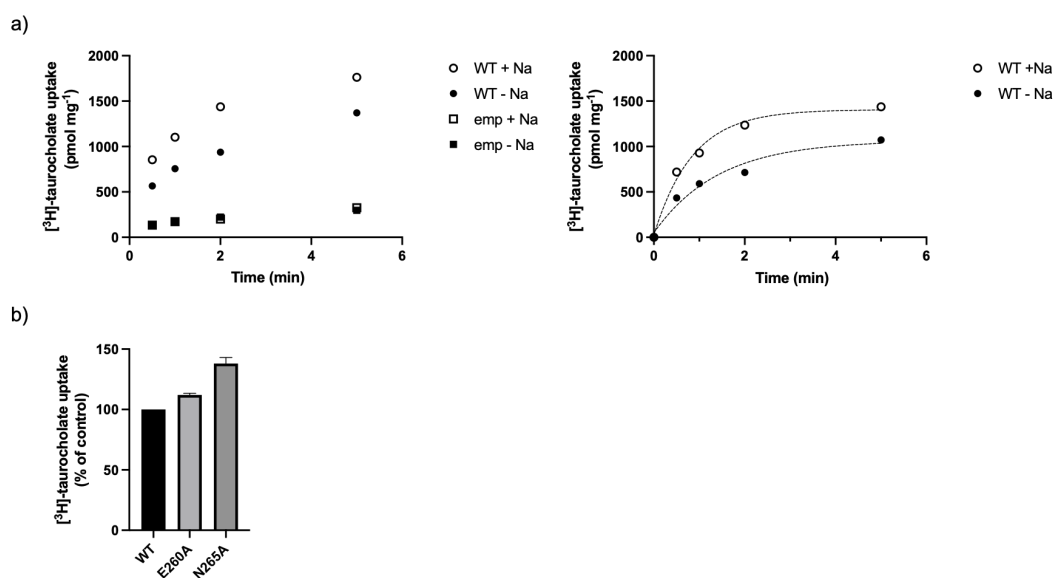 a)
2000
1500
1000
500
0
0
2
4
6
[³H]-taurocholate uptake
(pmol mg⁻¹)
Time (min)
WT + Na
WT - Na
emp + Na
emp - Na
2000
1500
1000
500
0
0
2
4
6
[³H]-taurocholate uptake
(pmol mg⁻¹)
Time (min)
WT +Na
WT - Na
b)
150
100
50
0
[³H]-taurocholate uptake
(% of control)
WT
E260A
N265A